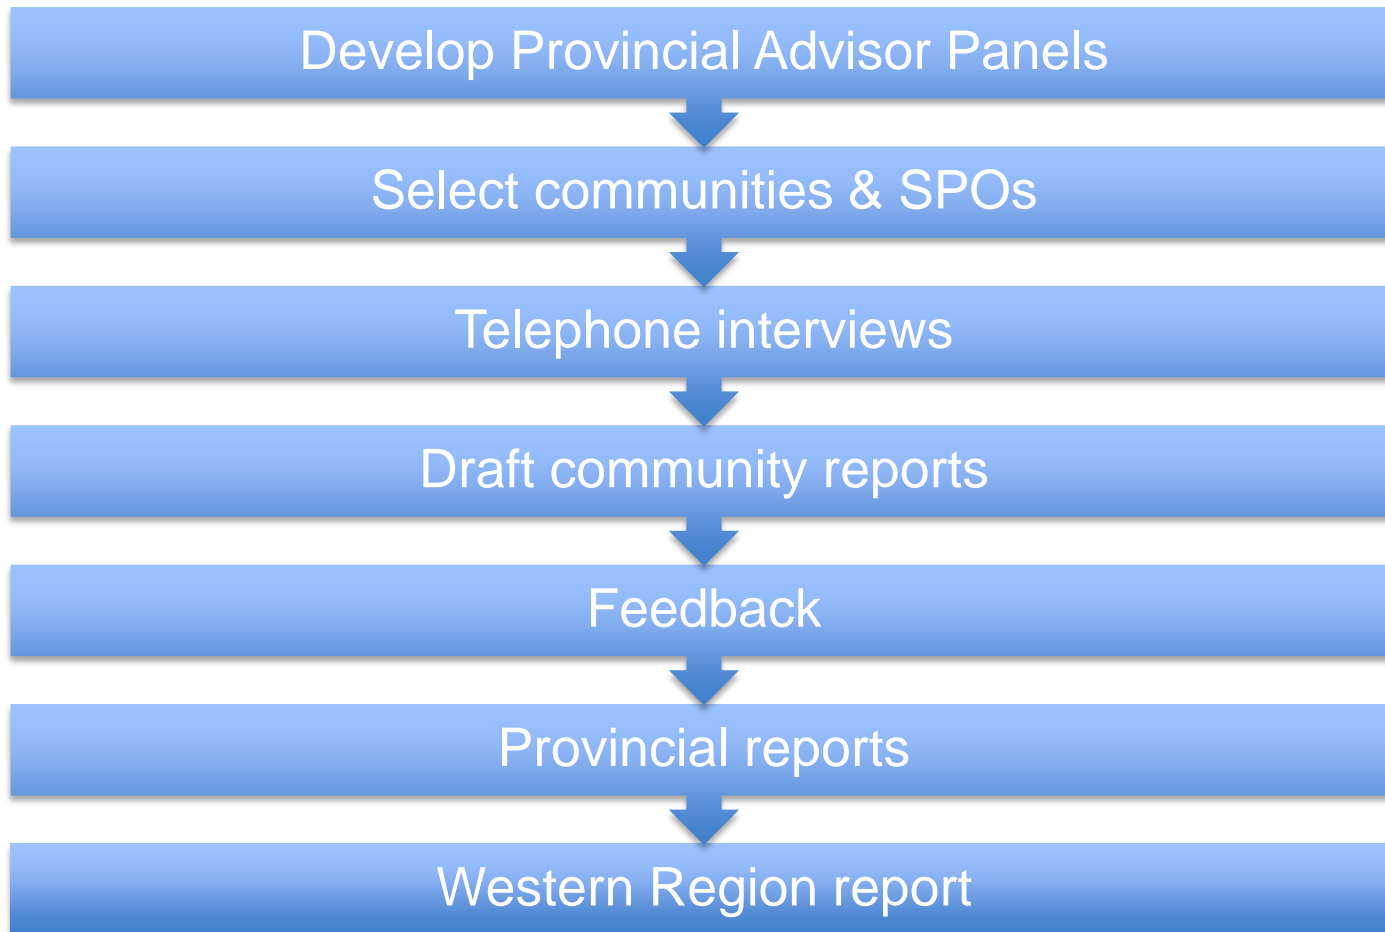 Develop Provincial Advisor Panels
Select communities & SPOs
Telephone interviews
Draft community reports
Feedback
Provincial reports
Western Region report